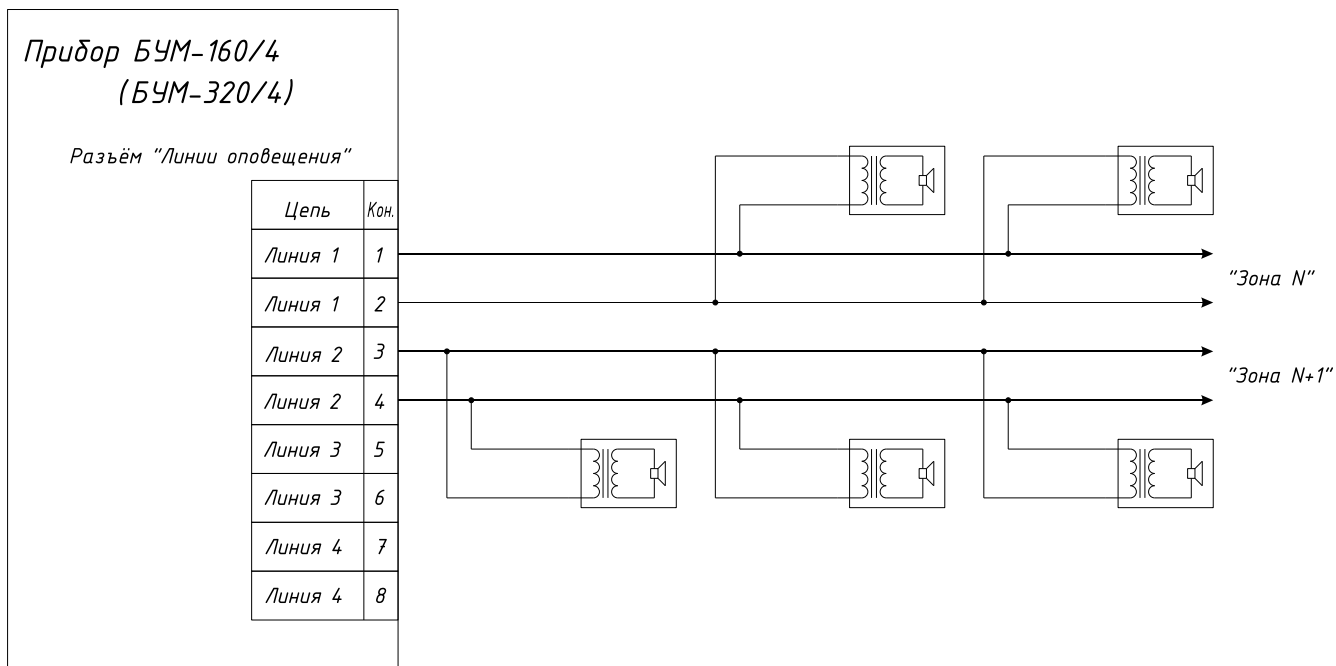 Прибор БУМ-160/4
(БУМ-320/4)
Разъём "Линии оповещения"
Цепь Кон.
Линия 1 1
Линия 1 2
Линия 2 3
Линия 2 4
Линия 3 5
Линия 3 6
Линия 4 7
Линия 4 8
"Зона N"
"Зона N+1"